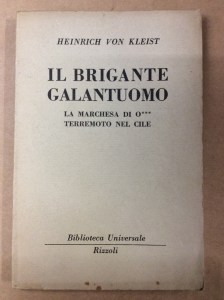 HEINRICH VON KLEIST
IL BRIGANTE
GALANTUOMO
LA MARCHESA DI O***
TERREMOTO NEL CILE
Biblioteca Universale
Rizzoli